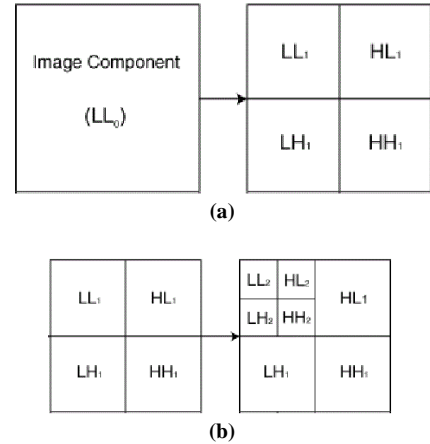 Image Component
(LL₀)
LL₁ HL₁
LH₁ HH₁
(a)
LL₁ HL₁
LH₁ HH₁
LL₂ HL₂
LH₂ HH₂
HL₁
LH₁ HH₁
(b)